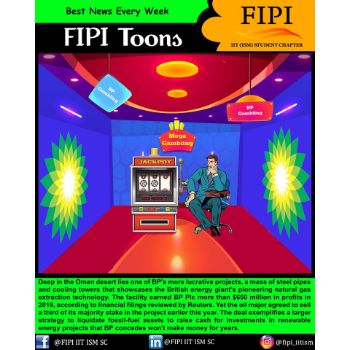 Best News Every Week
FIPI
FIPI Toons
IIT (ISM) STUDENT CHAPTER
BP
Gambling
BP
Gambling
Mega
Gambling
JACKPOT
Deep in the Oman desert lies one of BP's more lucrative projects, a mass of steel pipes
and cooling towers that showcases the British energy giant's pioneering natural gas
extraction technology. The facility earned BP Plc more than $650 million in profits in
2019, according to financial filings reviewed by Reuters. Yet the oil major agreed to sell
a third of its majority stake in the project earlier this year. The deal exemplifies a larger
strategy to liquidate fossil-fuel assets to raise cash for investments in renewable
energy projects that BP concedes won't make money for years.
@FIPI IIT ISM SC
@FIPI IIT ISM SC
@fipi_iitism